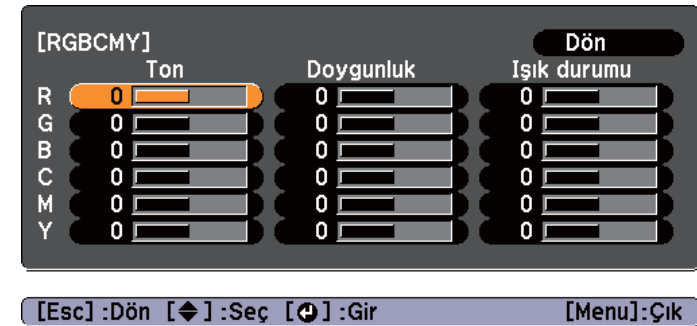 [RGBCMY] Dön
Ton Doygunluk Işık durumu
R 0 0 0
G 0 0 0
B 0 0 0
C 0 0 0
M 0 0 0
Y 0 0 0
[Esc] :Dön [◆] :Seç [⏎] :Gir [Menu]:Çık